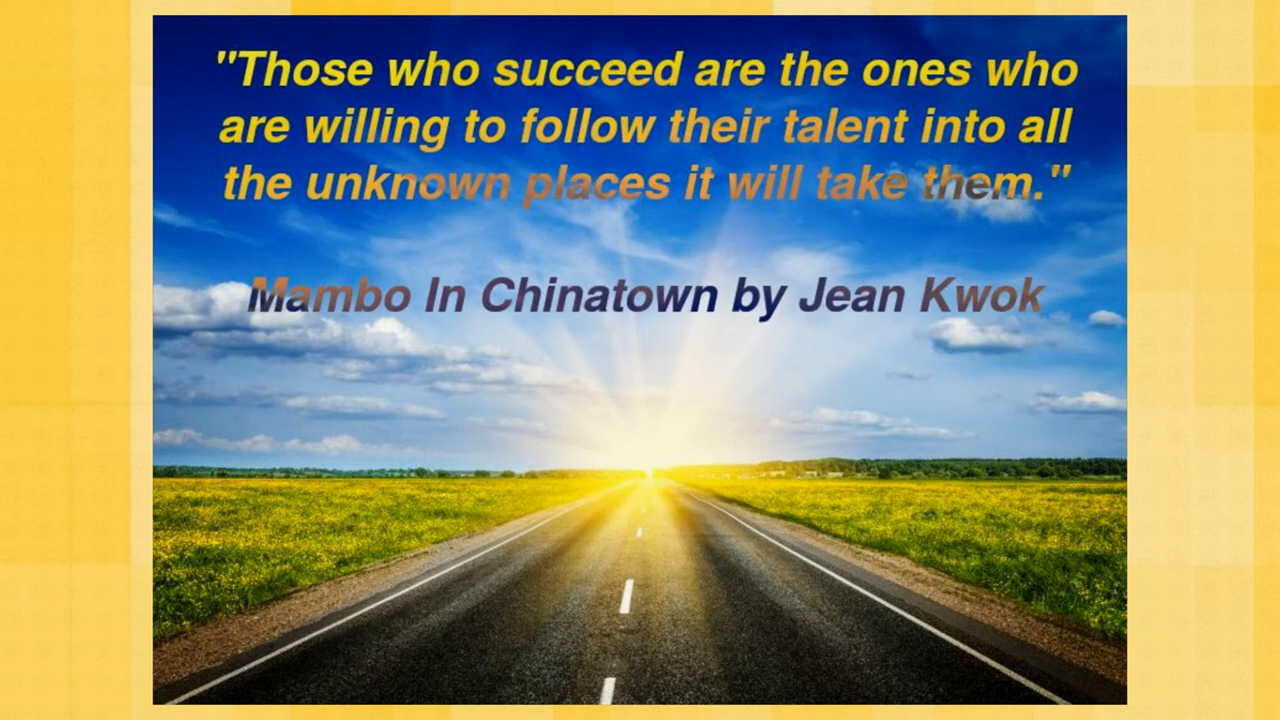 "Those who succeed are the ones who
are willing to follow their talent into all
the unknown places it will take them."
Mambo In Chinatown by Jean Kwok